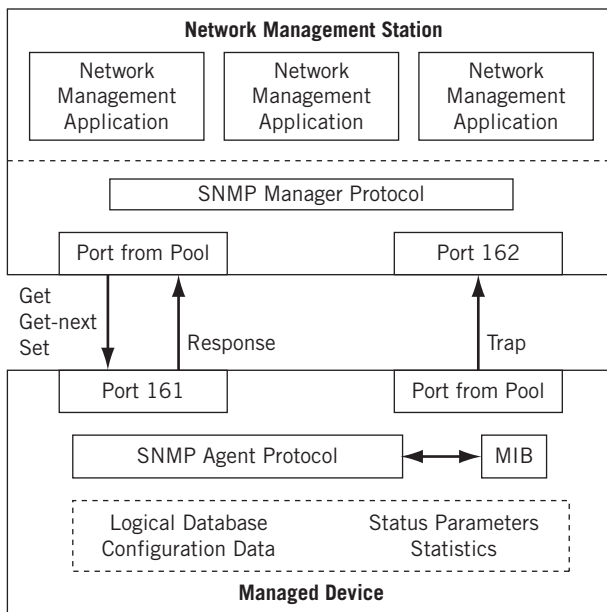 Network Management Station
Network
Management
Application
Network
Management
Application
Network
Management
Application
SNMP Manager Protocol
Port from Pool
Port 162
Get
Get-next
Set
Response
Trap
Port 161
Port from Pool
SNMP Agent Protocol
MIB
Logical Database
Configuration Data
Status Parameters
Statistics
Managed Device